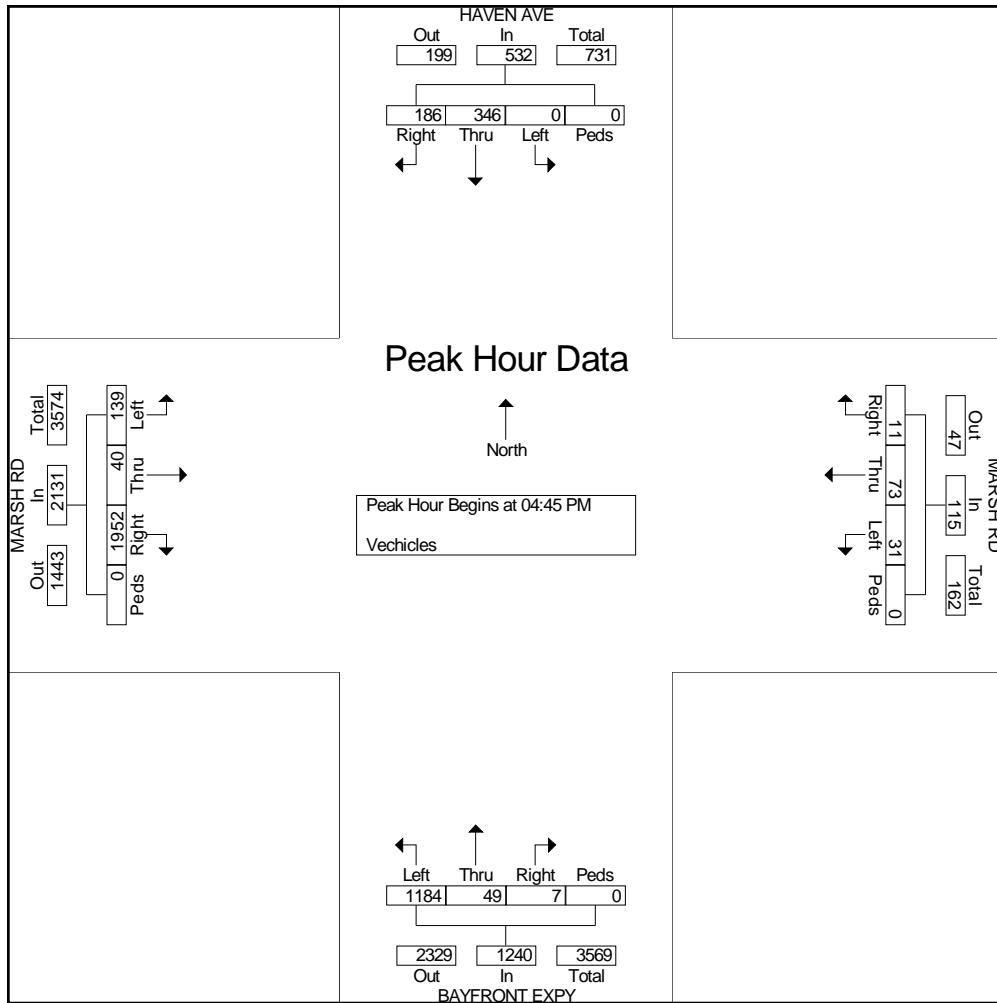 HAVEN AVE
Out In Total
199 532 731
186 346 0 0
Right Thru Left Peds
Peak Hour Data
North
Peak Hour Begins at 04:45 PM
Vechicles
MARSH RD
Total In Out
3574 2131 1443
139 40 1952 0
Left Thru Right Peds
MARSH RD
Out In Total
47 115 162
11 73 31 0
Right Thru Left Peds
Left Thru Right Peds
1184 49 7 0
2329 1240 3569
Out In Total
BAYFRONT EXPY